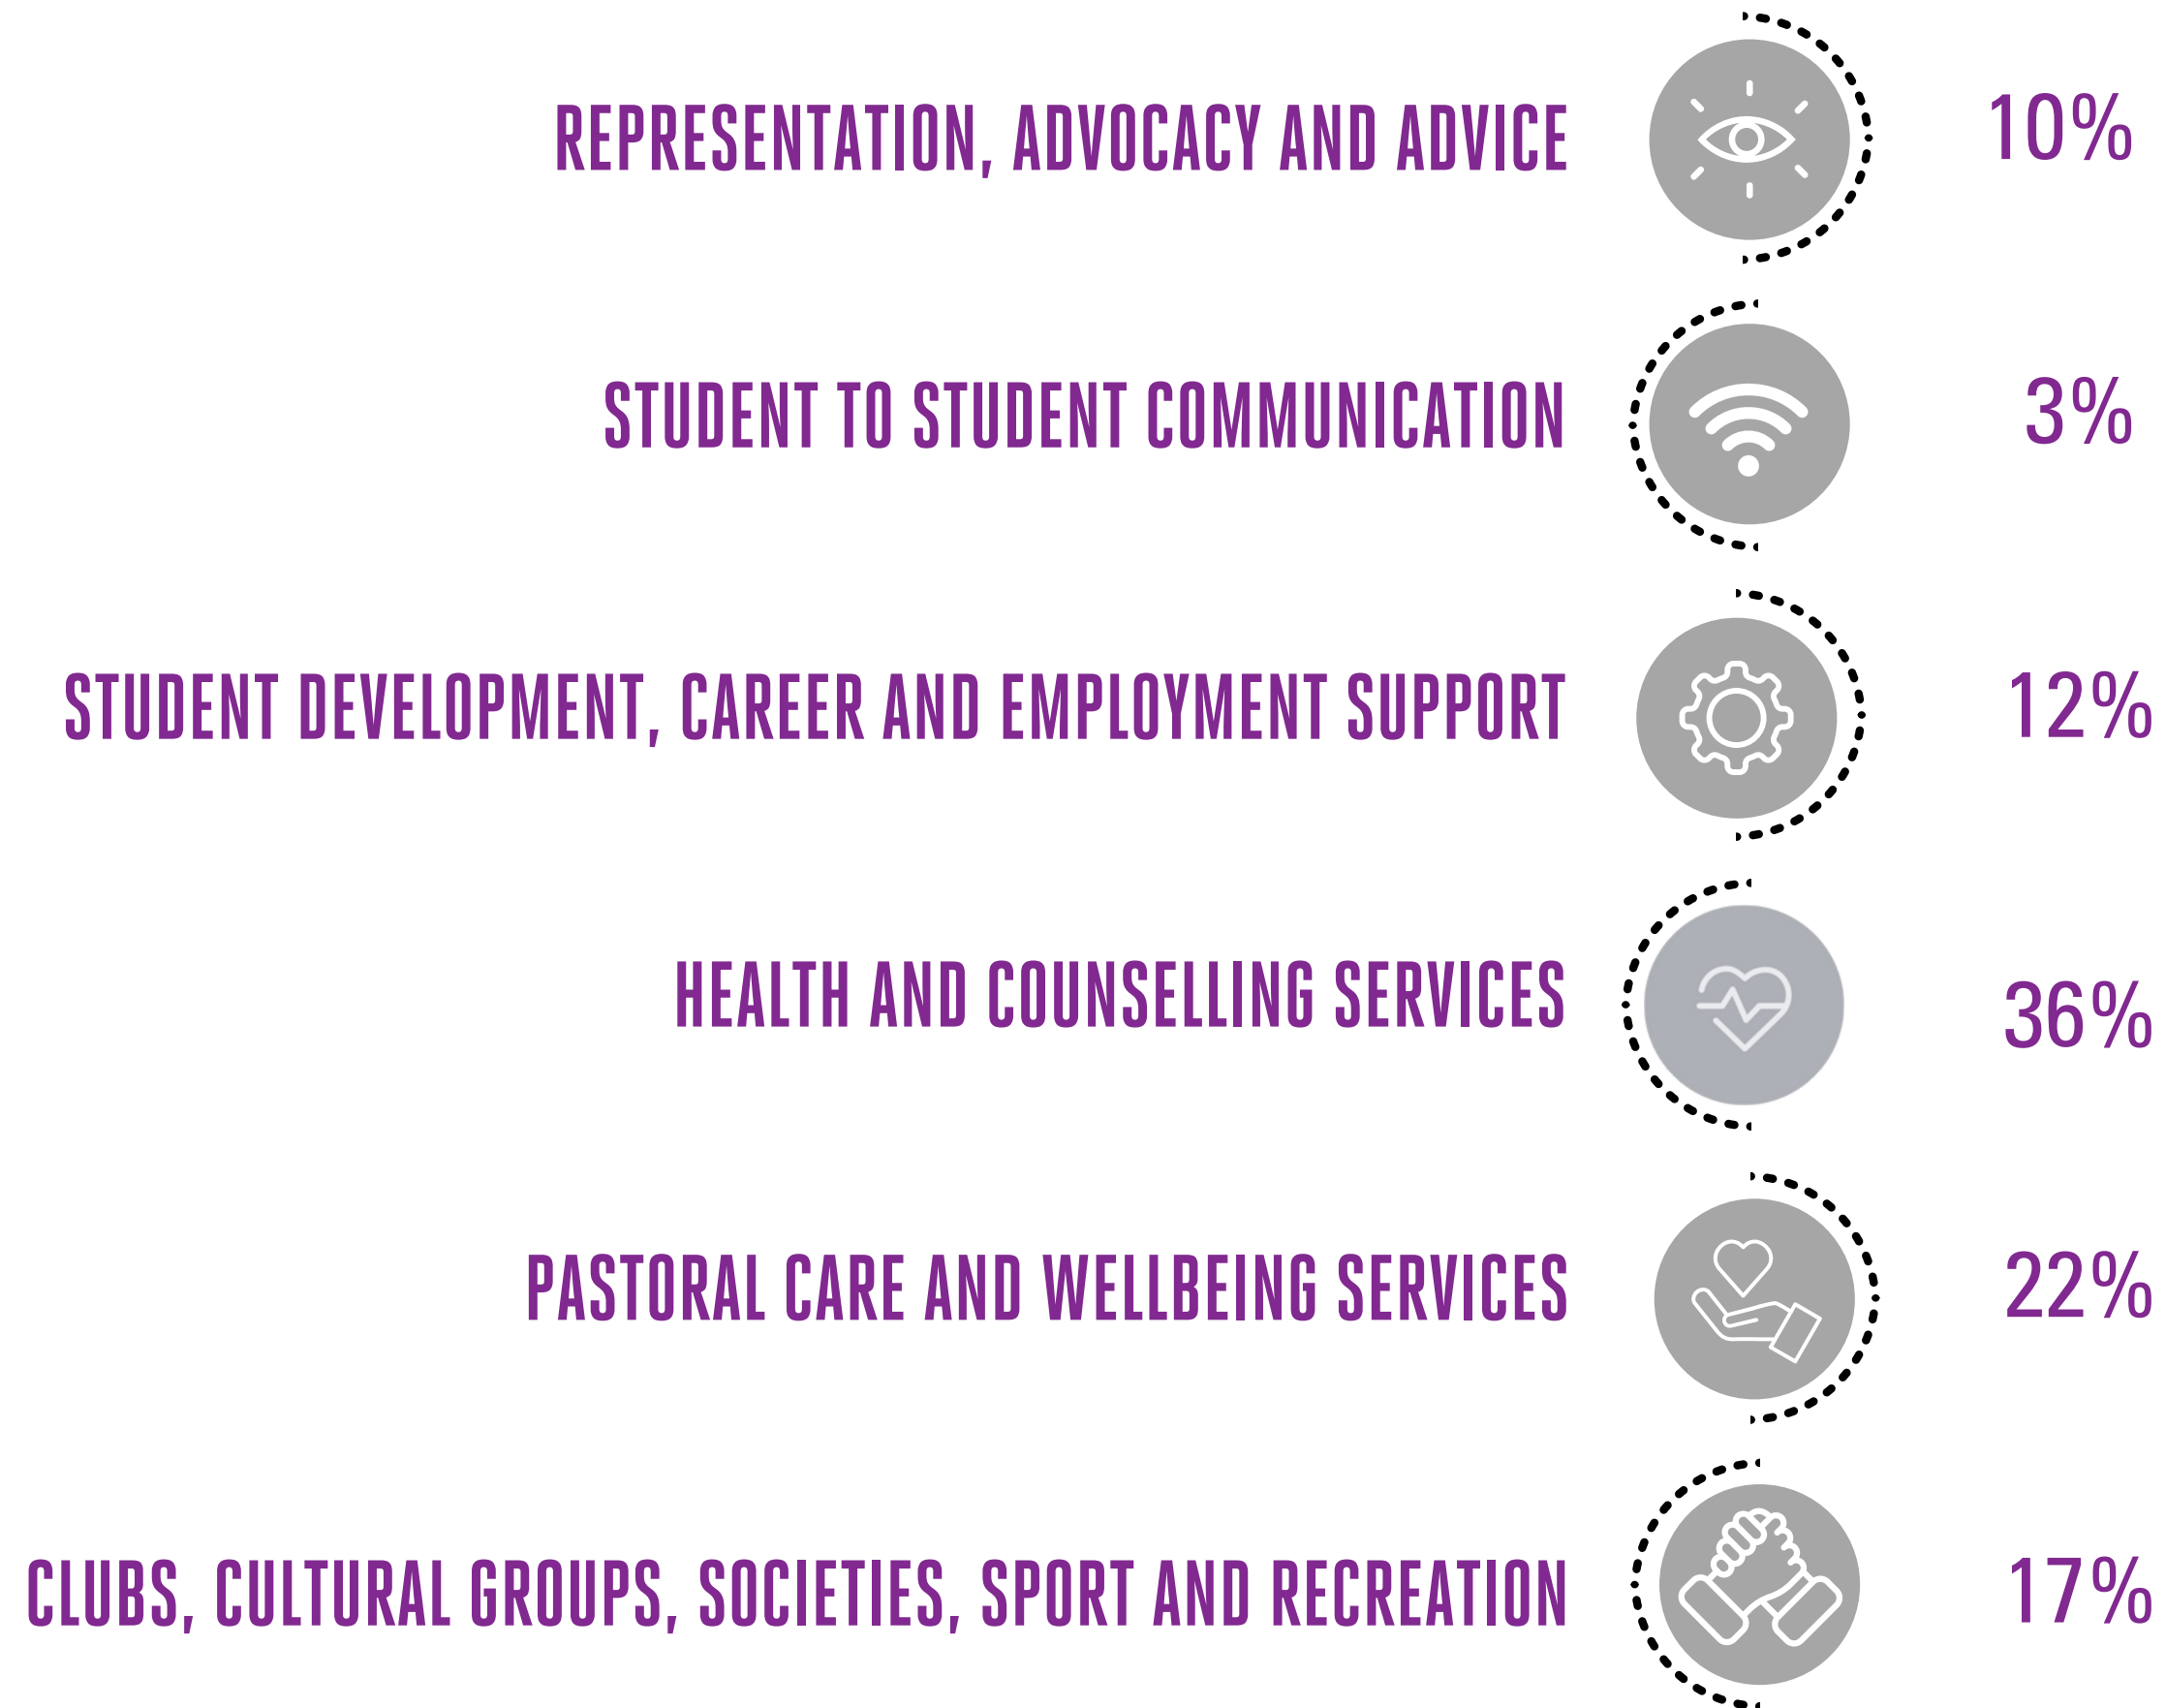 REPRESENTATION, ADVOCACY AND ADVICE 10%
STUDENT TO STUDENT COMMUNICATION 3%
STUDENT DEVELOPMENT, CAREER AND EMPLOYMENT SUPPORT 12%
HEALTH AND COUNSELLING SERVICES 36%
PASTORAL CARE AND WELLBEING SERVICES 22%
CLUBS, CULTURAL GROUPS, SOCIETIES, SPORT AND RECREATION 17%